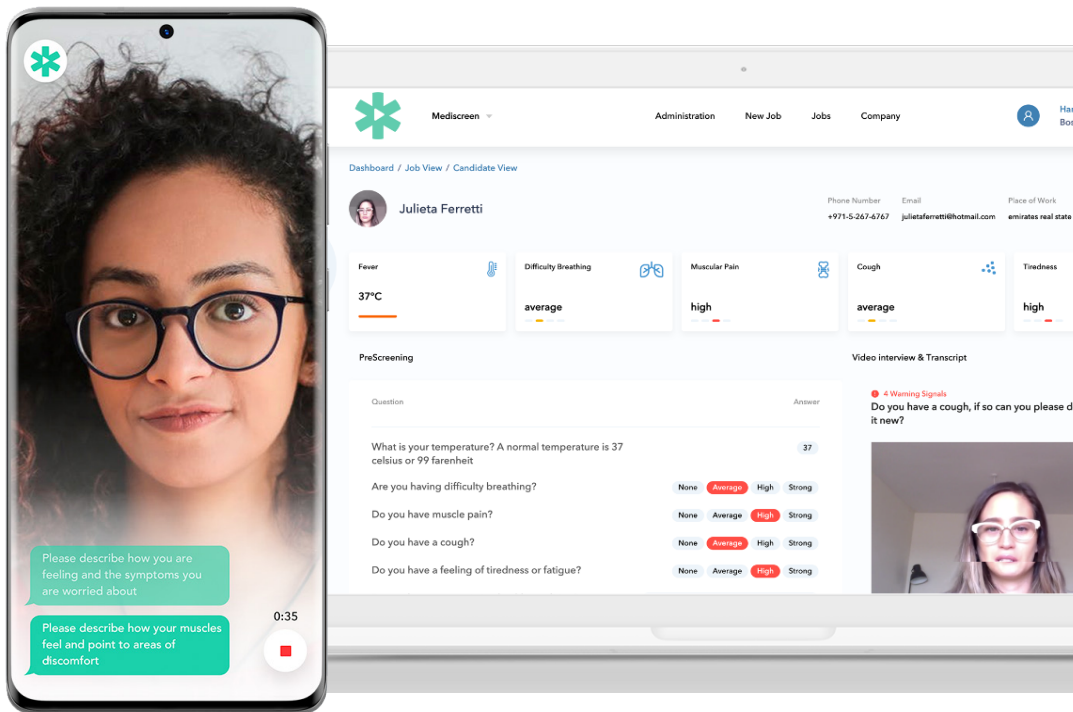 Please describe how you are
feeling and the symptoms you
are worried about
Please describe how your muscles
feel and point to areas of
discomfort
0:35
Mediscreen
Administration
New Job
Jobs
Company
Har
Bos
Dashboard / Job View / Candidate View
Julieta Ferretti
Phone Number
+971-5-267-6767
Email
julietaferretti@hotmail.com
Place of Work
emirates real state
Fever
37°C
Difficulty Breathing
average
Muscular Pain
high
Cough
average
Tiredness
high
PreScreening
Question
Answer
What is your temperature? A normal temperature is 37
celsius or 99 farenheit
37
Are you having difficulty breathing?
None Average High Strong
Do you have muscle pain?
None Average High Strong
Do you have a cough?
None Average High Strong
Do you have a feeling of tiredness or fatigue?
None Average High Strong
Video interview & Transcript
4 Warning Signals
Do you have a cough, if so can you please d
it new?